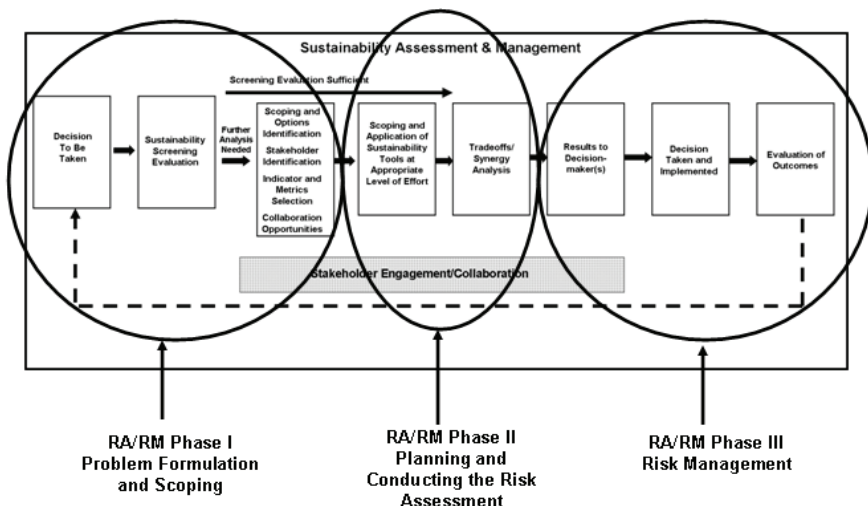 Sustainability Assessment & Management
Screening Evaluation Sufficient
Decision
To Be
Taken
Sustainability
Screening
Evaluation
Further
Analysis
Needed
Scoping and
Options
Identification
Stakeholder
Identification
Indicator and
Metrics
Selection
Collaboration
Opportunities
Scoping and
Application of
Sustainability
Tools at
Appropriate
Level of Effort
Tradeoffs/
Synergy
Analysis
Results to
Decision-
maker(s)
Decision
Taken and
Implemented
Evaluation of
Outcomes
Stakeholder Engagement/Collaboration
RA/RM Phase I
Problem Formulation
and Scoping
RA/RM Phase II
Planning and
Conducting the Risk
Assessment
RA/RM Phase III
Risk Management